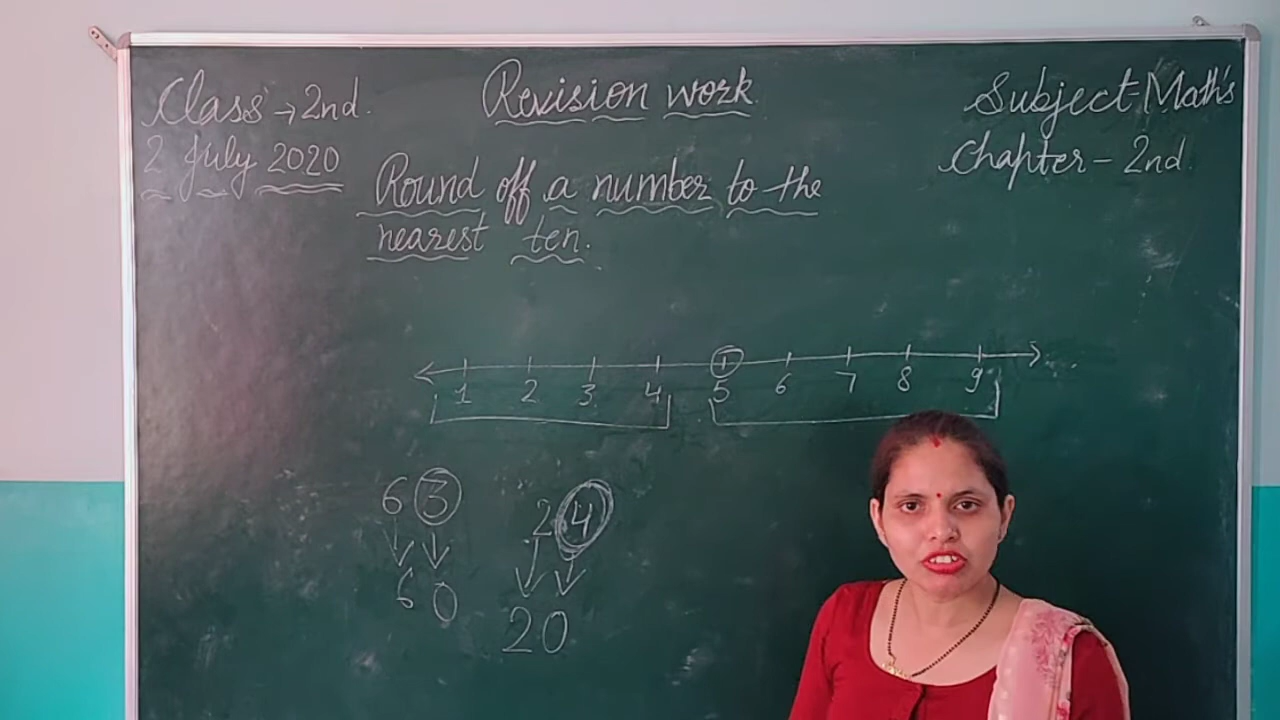 Class → 2nd.
Revision work
Subject - Math's
2 July 2020
Chapter - 2nd
Round off a number to the
nearest ten.
1 2 3 4 5 6 7 8 9
63 24
60 20